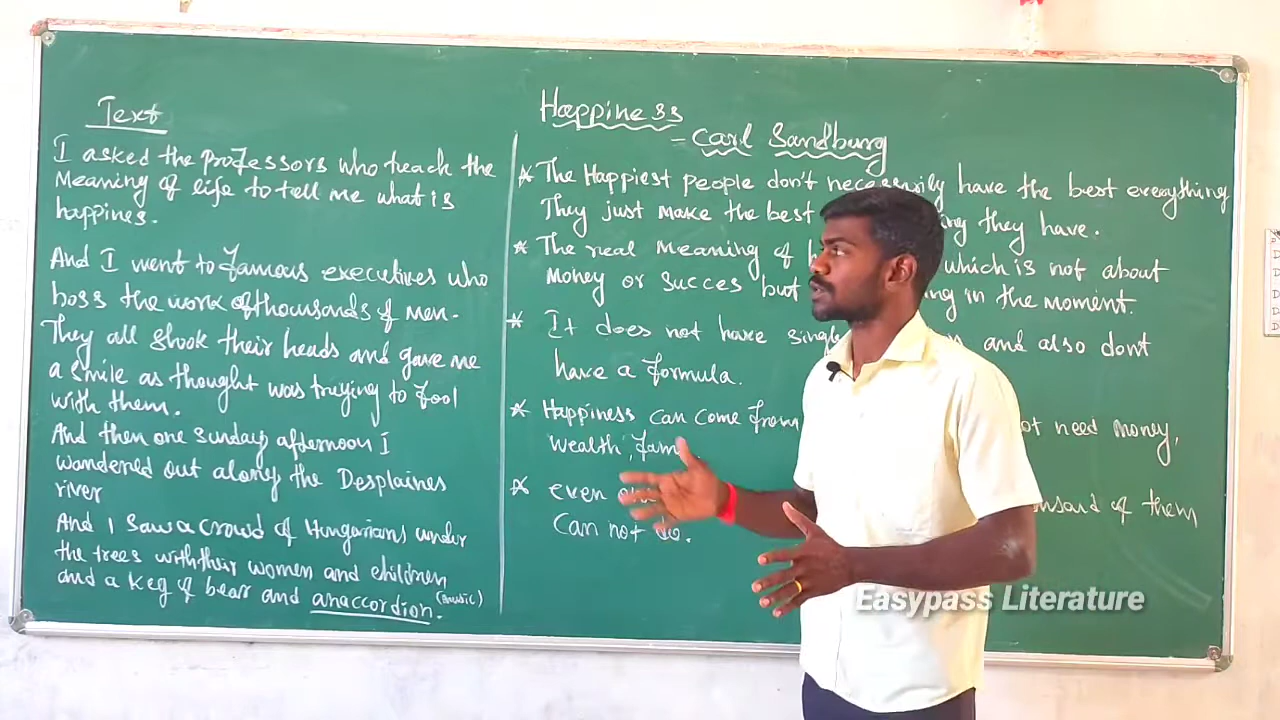 Text
I asked the professors who teach the
Meaning of life to tell me what is
happines.
And I went to famous executives who
boss the work of thousands of Men.
They all shook their heads and gave me
a smile as thought was traying to fool
with them.
And then one sunday afternoon I
wandered out along the Desplaines
river
And I saw a crowd of Hungarians under
the trees with their women and children
and a keg of bear and anaccordion. (music)
Happiness
- Carl Sandburg
* The Happiest people don't necessarily have the best everything
They just make the best they have.
* The real Meaning of which is not about
Money or Succes but in the moment.
* It does not have single and also dont
have a formula.
* Happiness can come from not need money,
Wealth,
* even of them
Can not do.
Easypass Literature